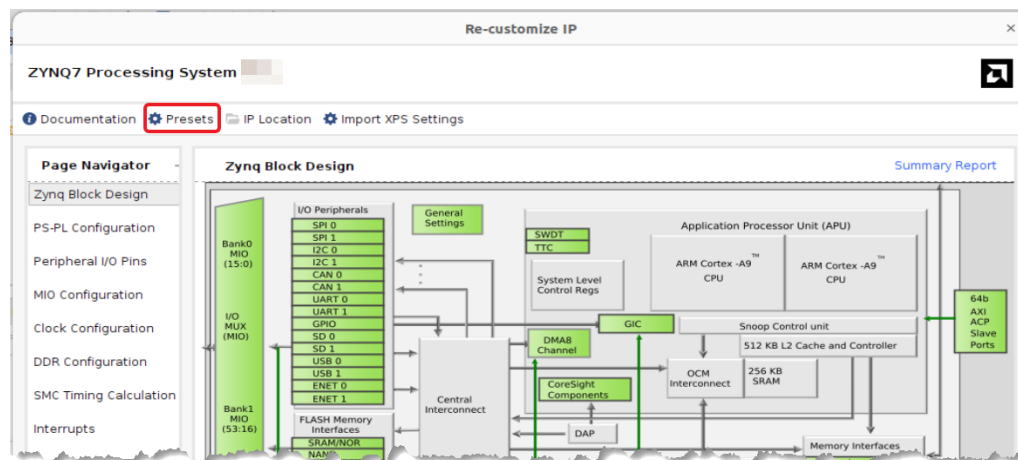 Re-customize IP
×
ZYNQ7 Processing System
Documentation Presets IP Location Import XPS Settings
Page Navigator
Zynq Block Design
PS-PL Configuration
Peripheral I/O Pins
MIO Configuration
Clock Configuration
DDR Configuration
SMC Timing Calculation
Interrupts
Zynq Block Design
Summary Report
Bank0
MIO
(15:0)
I/O
MUX
(MIO)
Bank1
MIO
(53:16)
I/O Peripherals
SPI 0
SPI 1
I2C 0
I2C 1
CAN 0
CAN 1
UART 0
UART 1
GPIO
SD 0
SD 1
USB 0
USB 1
ENET 0
ENET 1
FLASH Memory
Interfaces
SRAM/NOR
General
Settings
Central
Interconnect
SWDT
TTC
System Level
Control Regs
Application Processor Unit (APU)
ARM Cortex -A9™
CPU
ARM Cortex -A9™
CPU
GIC
Snoop Control unit
DMA8
Channel
512 KB L2 Cache and Controller
OCM
Interconnect
256 KB
SRAM
CoreSight
Components
DAP
Memory Interfaces
64b
AXI
ACP
Slave
Ports